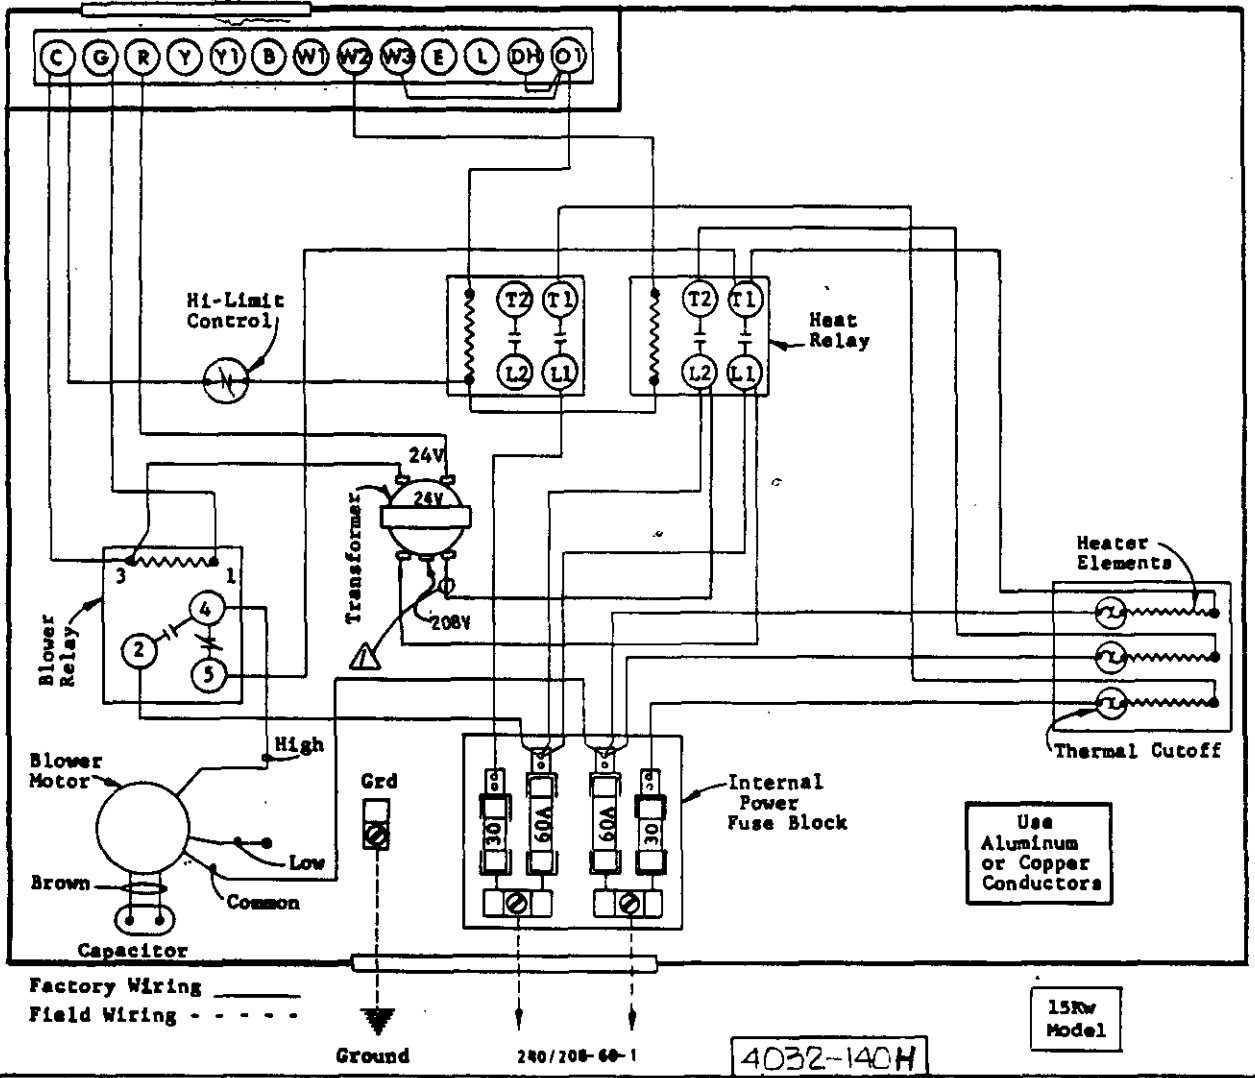 C G R Y Y1 B W1 W2 W3 E L DH O1
Hi-Limit
Control
T2 T1
L2 L1
T2 T1
L2 L1
Heat
Relay
24V
24V
Transformer
208V
1
3 1
4
2
5
Blower
Relay
Heater
Elements
Thermal Cutoff
High
Blower
Motor
Low
Brown
Common
Capacitor
Grd
30 60A 60A 30
Internal
Power
Fuse Block
Use
Aluminum
or Copper
Conductors
Factory Wiring
Field Wiring - - - - -
Ground
240/208-60-1
15Kw
Model
4032-140H